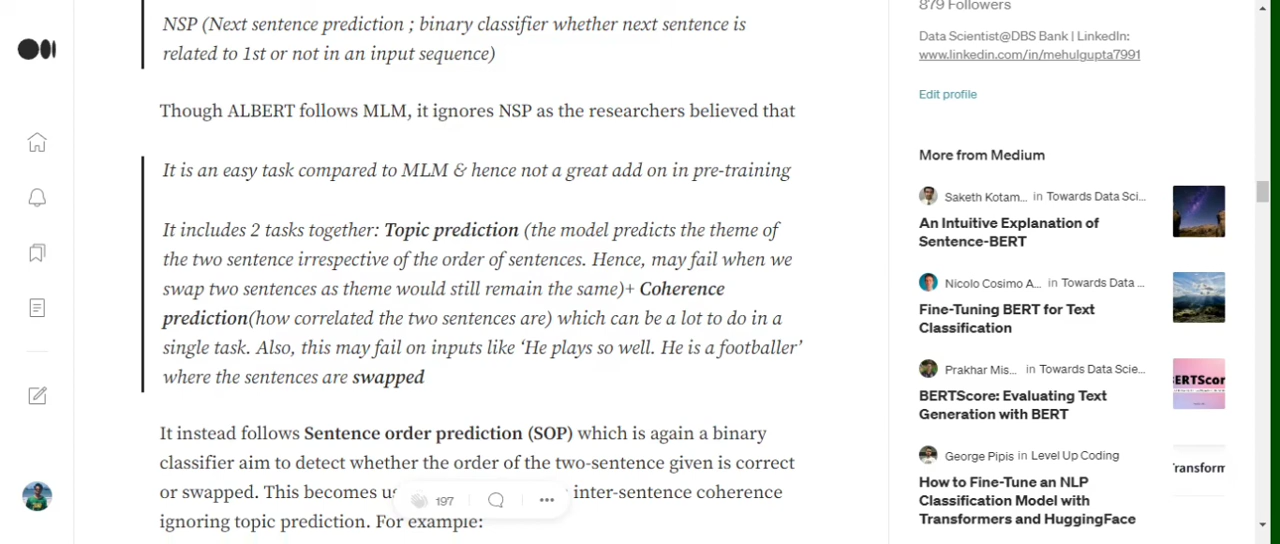 NSP (Next sentence prediction ; binary classifier whether next sentence is
related to 1st or not in an input sequence)
Though ALBERT follows MLM, it ignores NSP as the researchers believed that
It is an easy task compared to MLM & hence not a great add on in pre-training
It includes 2 tasks together: Topic prediction (the model predicts the theme of
the two sentence irrespective of the order of sentences. Hence, may fail when we
swap two sentences as theme would still remain the same)+ Coherence
prediction(how correlated the two sentences are) which can be a lot to do in a
single task. Also, this may fail on inputs like ‘He plays so well. He is a footballer’
where the sentences are swapped
It instead follows Sentence order prediction (SOP) which is again a binary
classifier aim to detect whether the order of the two-sentence given is correct
or swapped. This becomes inter-sentence coherence
ignoring topic prediction. For example:
197
879 Followers
Data Scientist@DBS Bank | LinkedIn:
www.linkedin.com/in/mehulgupta7991
Edit profile
More from Medium
Saketh Kotam... in Towards Data Sci...
An Intuitive Explanation of
Sentence-BERT
Nicolo Cosimo A... in Towards Data ...
Fine-Tuning BERT for Text
Classification
Prakhar Mis... in Towards Data Scie...
BERTScore: Evaluating Text
Generation with BERT
ERTScor
George Pipis in Level Up Coding
How to Fine-Tune an NLP
Classification Model with
Transformers and HuggingFace
ransform